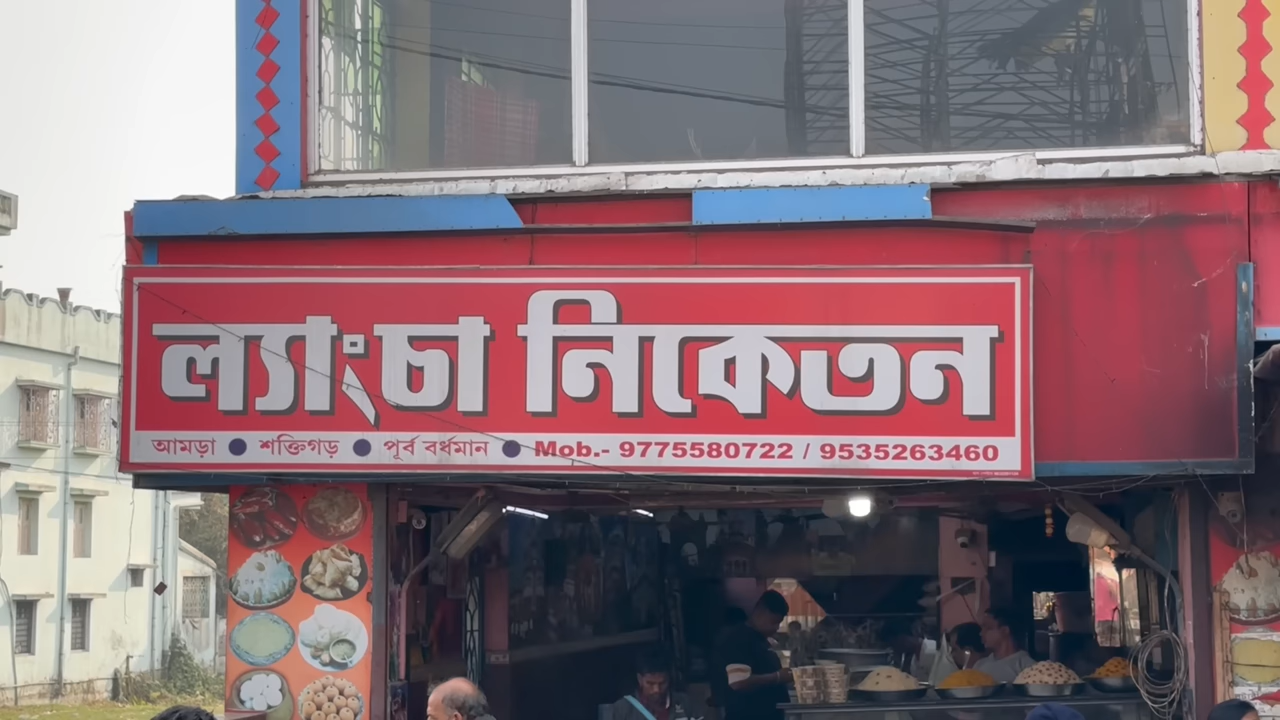 ল্যাংচা নিকেতন
আমড়া ● শক্তিগড় ● পূর্ব বর্ধমান ● Mob.- 9775580722 / 9535263460